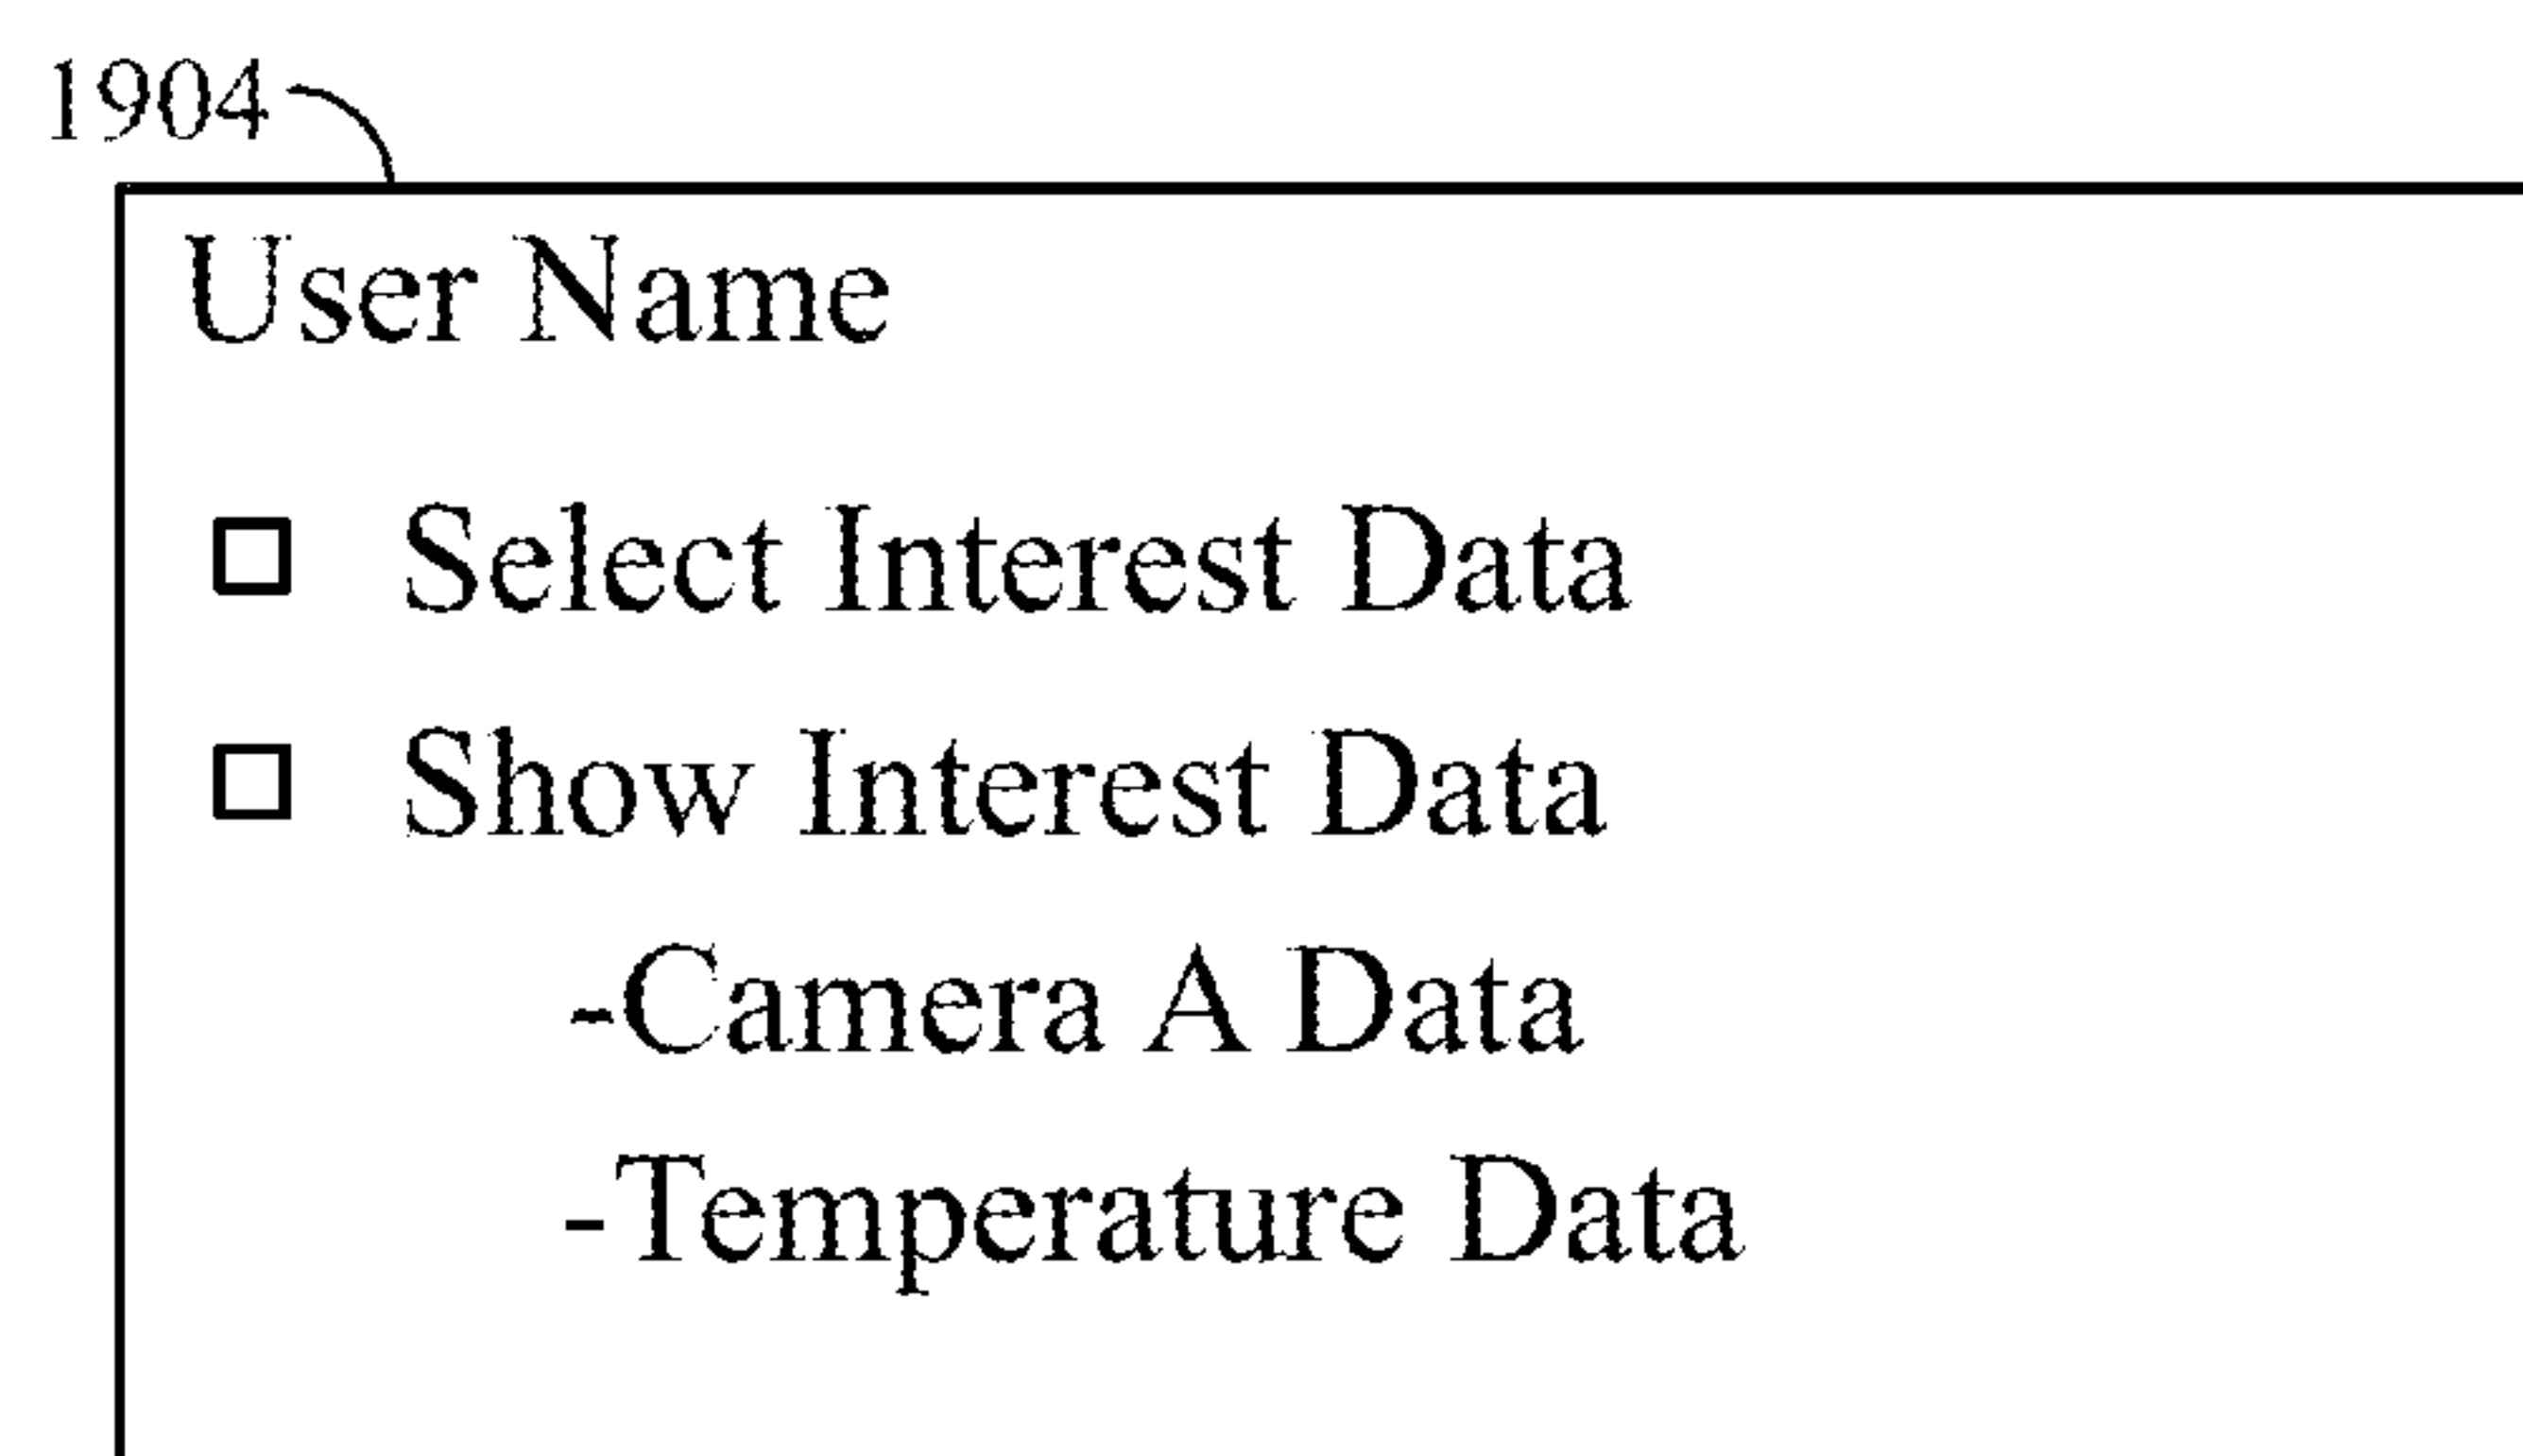 1904
User Name
□ Select Interest Data
□ Show Interest Data
-Camera A Data
-Temperature Data